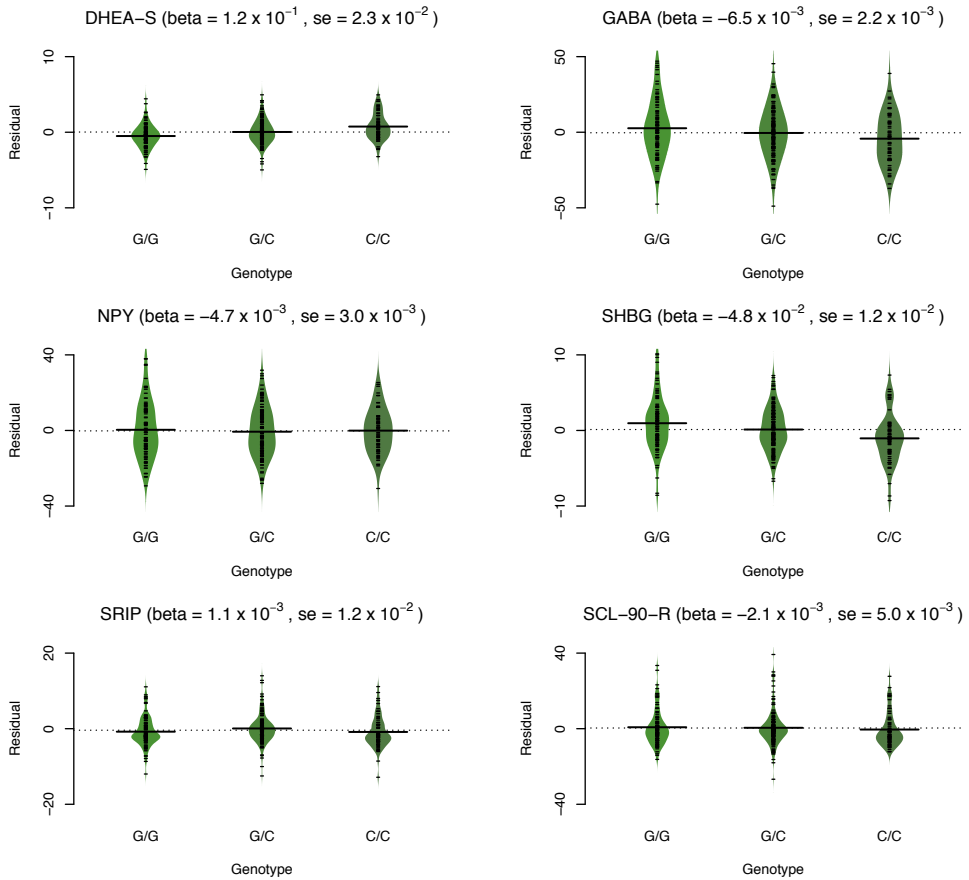 DHEA−S (beta = 1.2 x 10⁻¹ , se = 2.3 x 10⁻² )
Residual
10
0
−10
G/G G/C C/C
Genotype
GABA (beta = −6.5 x 10⁻³ , se = 2.2 x 10⁻³ )
Residual
50
0
−50
G/G G/C C/C
Genotype
NPY (beta = −4.7 x 10⁻³ , se = 3.0 x 10⁻³ )
Residual
40
0
−40
G/G G/C C/C
Genotype
SHBG (beta = −4.8 x 10⁻² , se = 1.2 x 10⁻² )
Residual
10
0
−10
G/G G/C C/C
Genotype
SRIP (beta = 1.1 x 10⁻³ , se = 1.2 x 10⁻² )
Residual
20
0
−20
G/G G/C C/C
Genotype
SCL−90−R (beta = −2.1 x 10⁻³ , se = 5.0 x 10⁻³ )
Residual
40
0
−40
G/G G/C C/C
Genotype